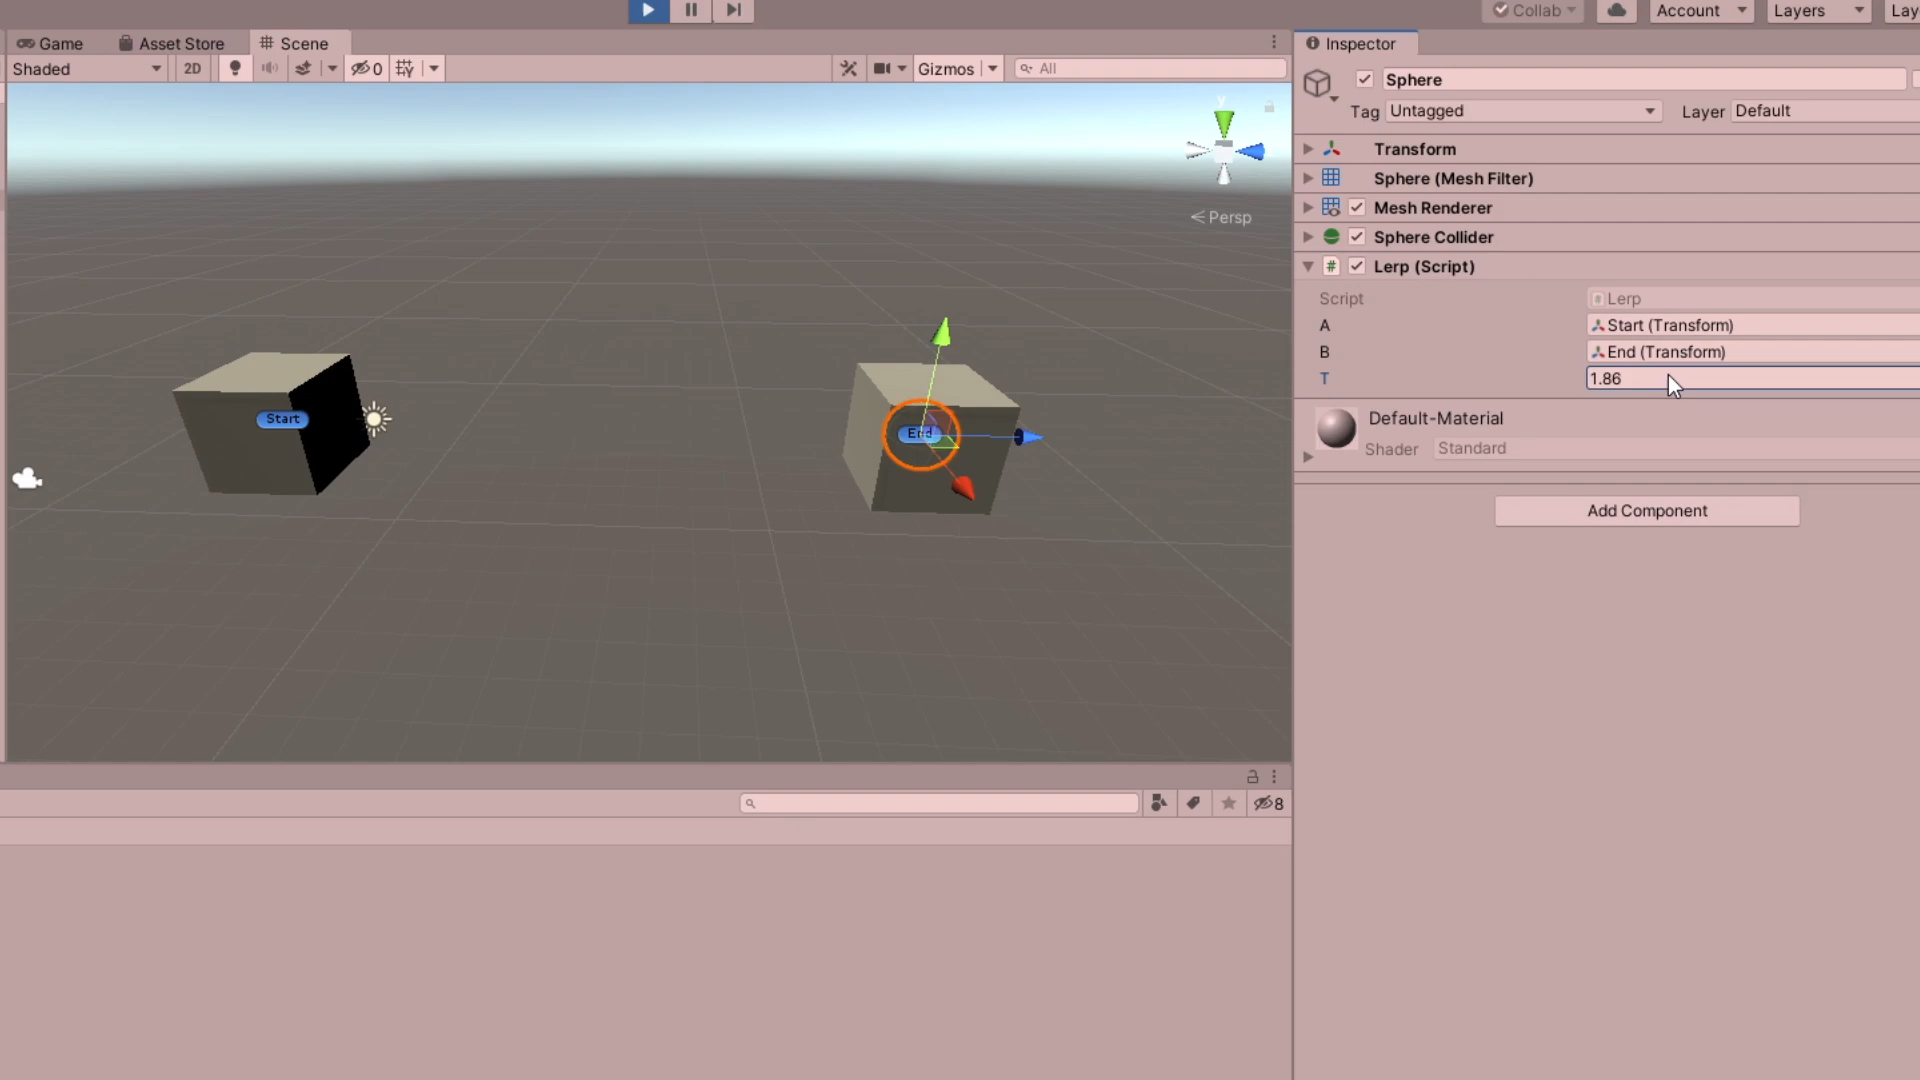 Collab
Account
Layers
Lay
Game
Asset Store
Scene
Inspector
Shaded
2D
0
Gizmos
All
Sphere
Tag
Untagged
Layer
Default
y
Persp
Transform
Sphere (Mesh Filter)
Mesh Renderer
Sphere Collider
Lerp (Script)
Script
Lerp
A
Start (Transform)
B
End (Transform)
T
1.86
Start
End
Default-Material
Shader
Standard
Add Component
8